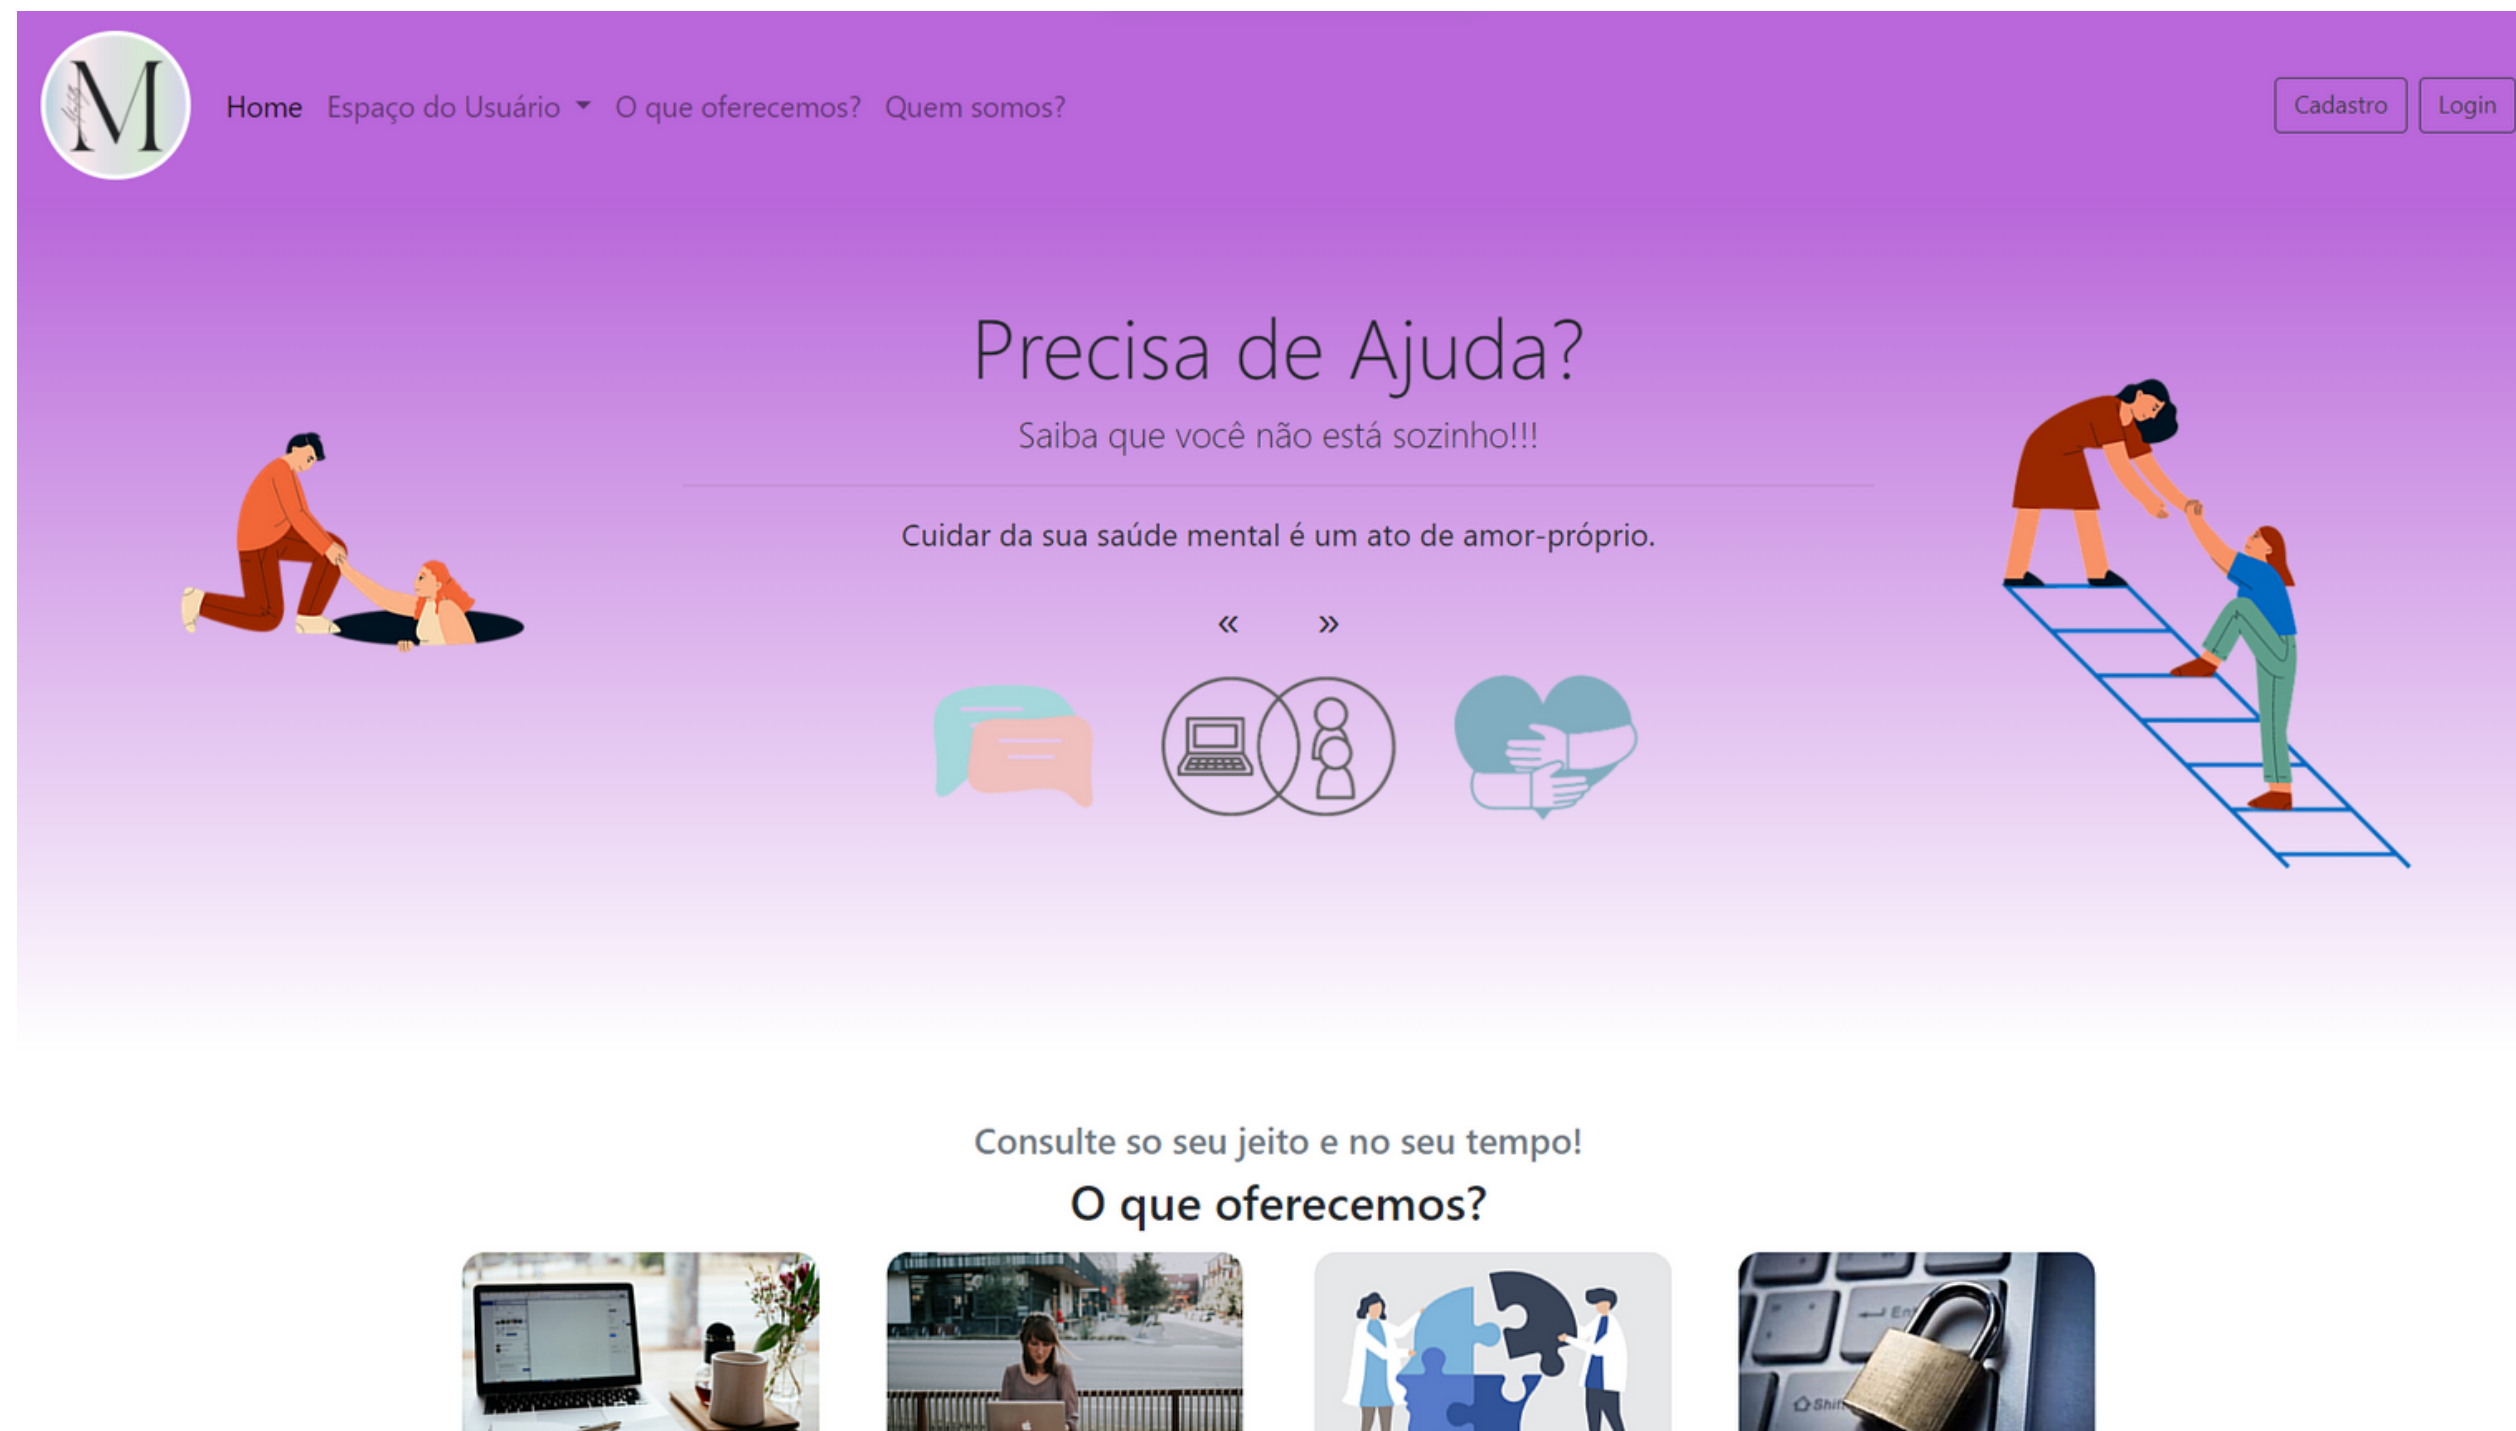 M
Home Espaço do Usuário O que oferecemos? Quem somos? Cadastro Login
Precisa de Ajuda?
Saiba que você não está sozinho!!!
Cuidar da sua saúde mental é um ato de amor-próprio.
« »
Consulte so seu jeito e no seu tempo!
O que oferecemos?
Shift